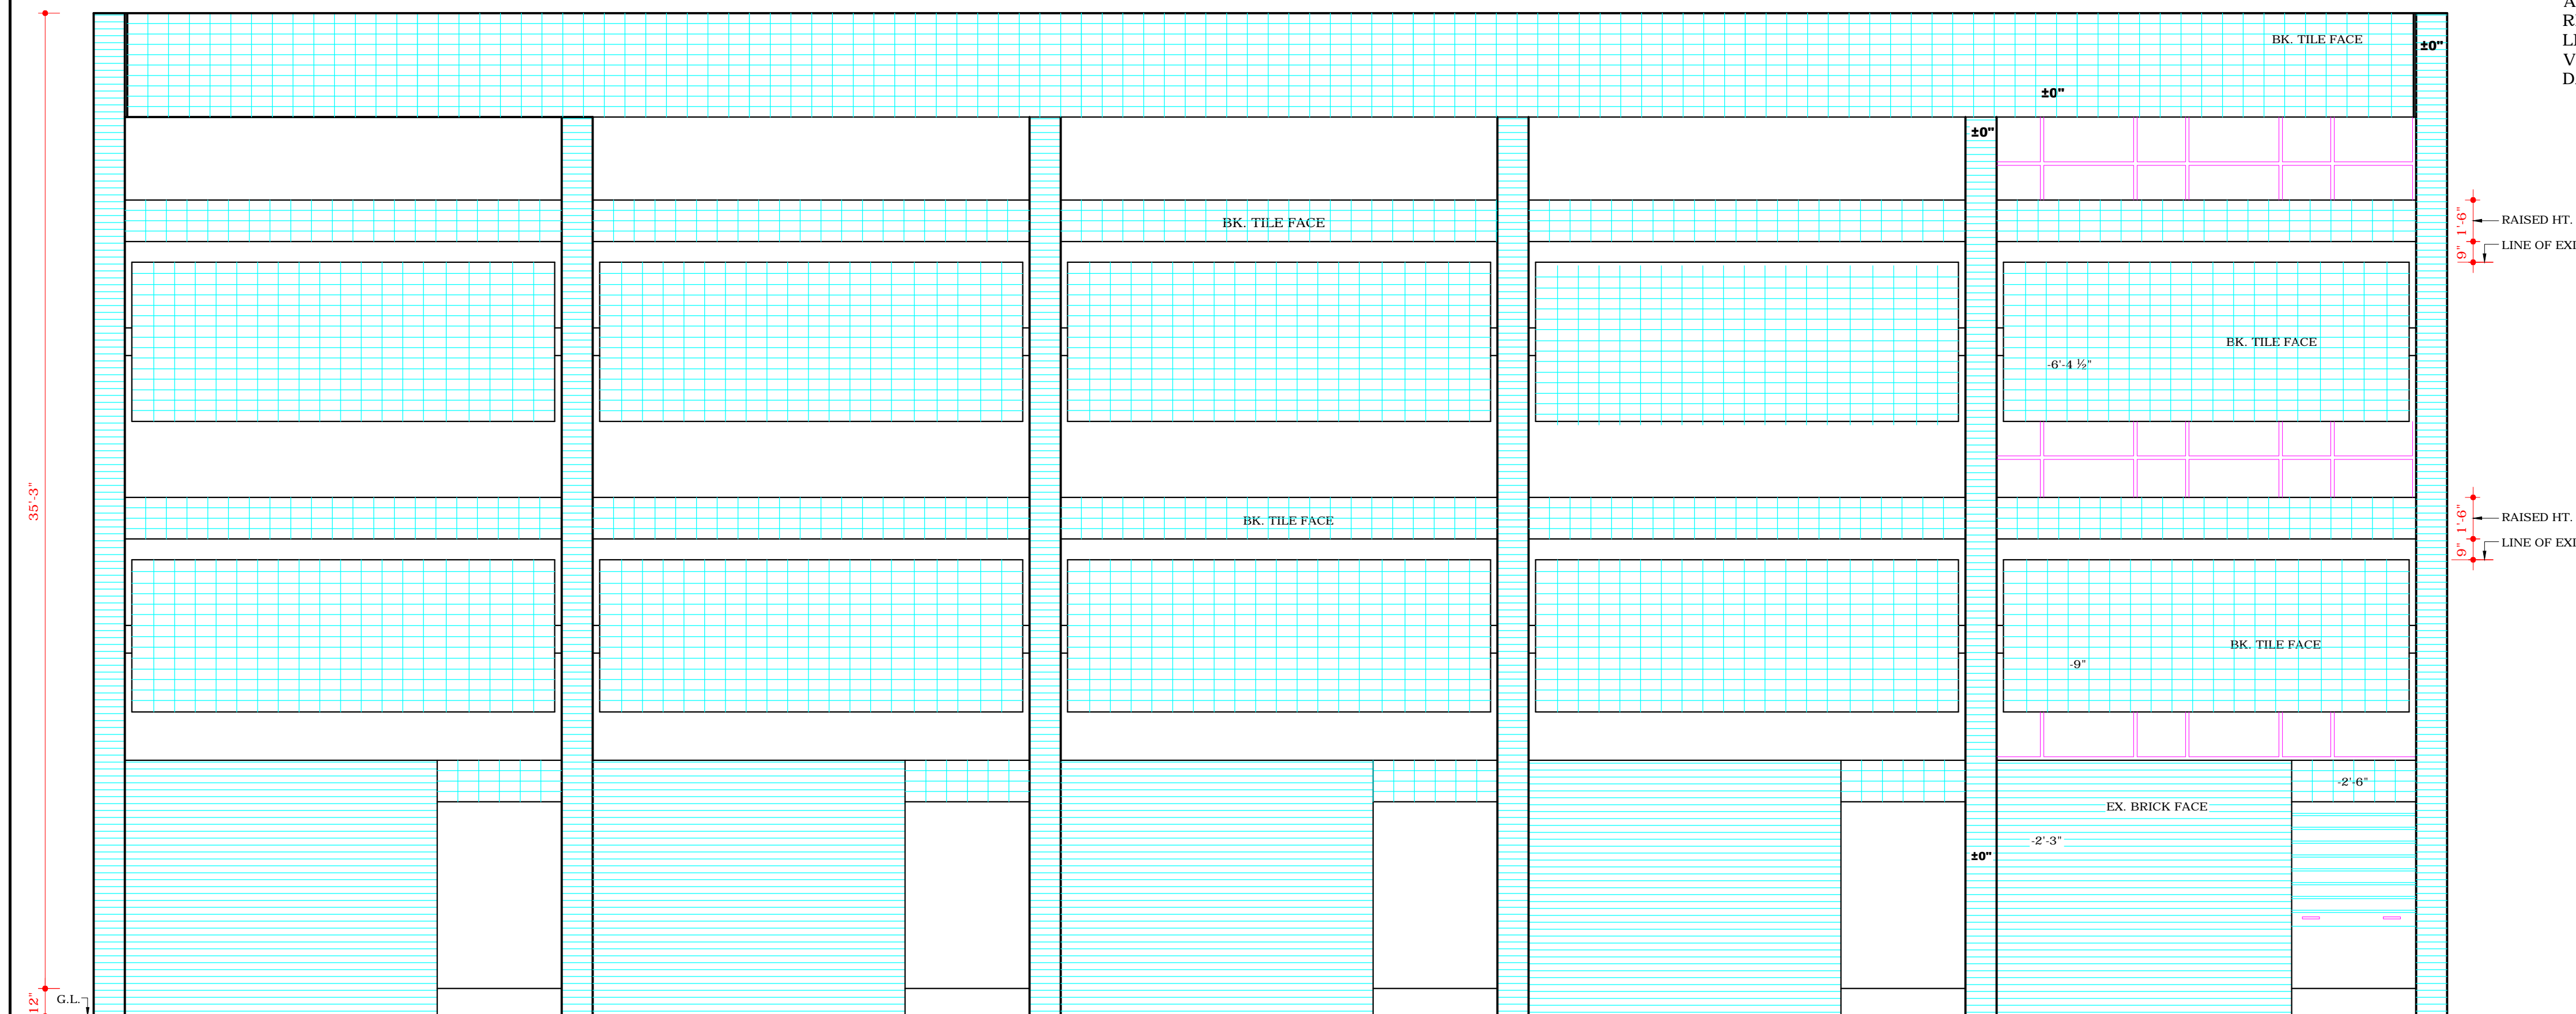 BK. TILE FACE
±0"
±0"
±0"
1'-6"
RAISED HT.
BK. TILE FACE
9"
BK. TILE FACE
-6'-4 ½"
35'-3"
1'-6"
RAISED HT.
BK. TILE FACE
9"
BK. TILE FACE
-9"
-2'-6"
EX. BRICK FACE
-2'-3"
±0"
12"
G.L.
LINE OF
LINE OF